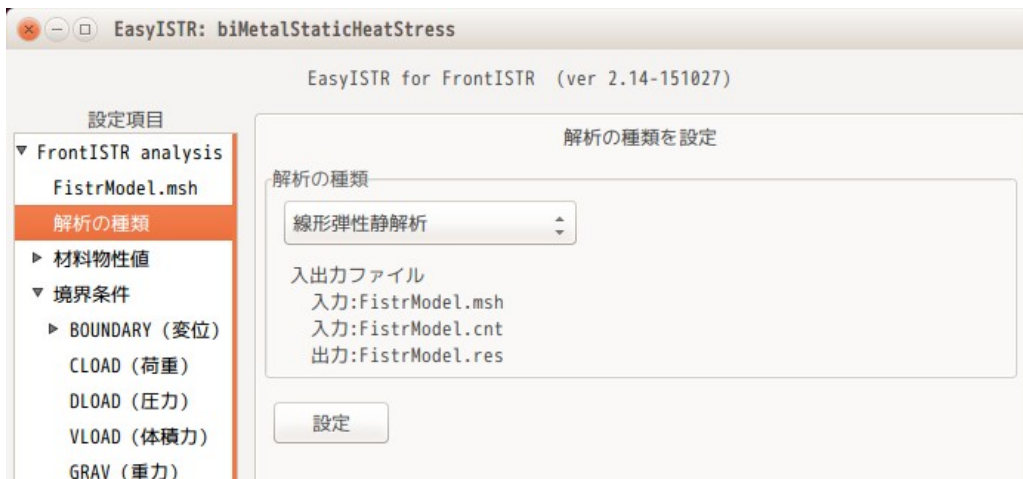 EasyISTR: biMetalStaticHeatStress
EasyISTR for FrontISTR (ver 2.14-151027)
設定項目
FrontISTR analysis
FistrModel.msh
解析の種類
材料物性値
境界条件
BOUNDARY (変位)
CLOAD (荷重)
DLOAD (圧力)
VLOAD (体積力)
GRAV (重力)
解析の種類を設定
解析の種類
線形弾性静解析
入出力ファイル
入力:FistrModel.msh
入力:FistrModel.cnt
出力:FistrModel.res
設定